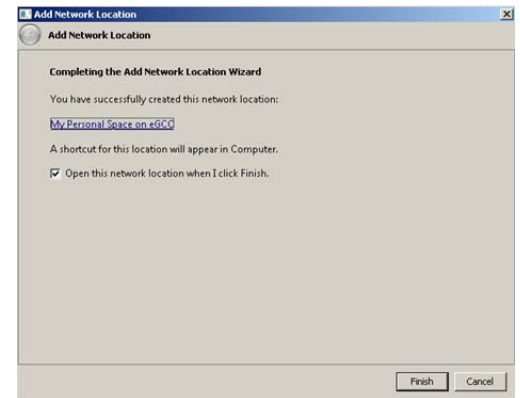 Add Network Location
Add Network Location
Completing the Add Network Location Wizard
You have successfully created this network location:
My Personal Space on eGCC
A shortcut for this location will appear in Computer.
Open this network location when I click Finish.
Finish Cancel